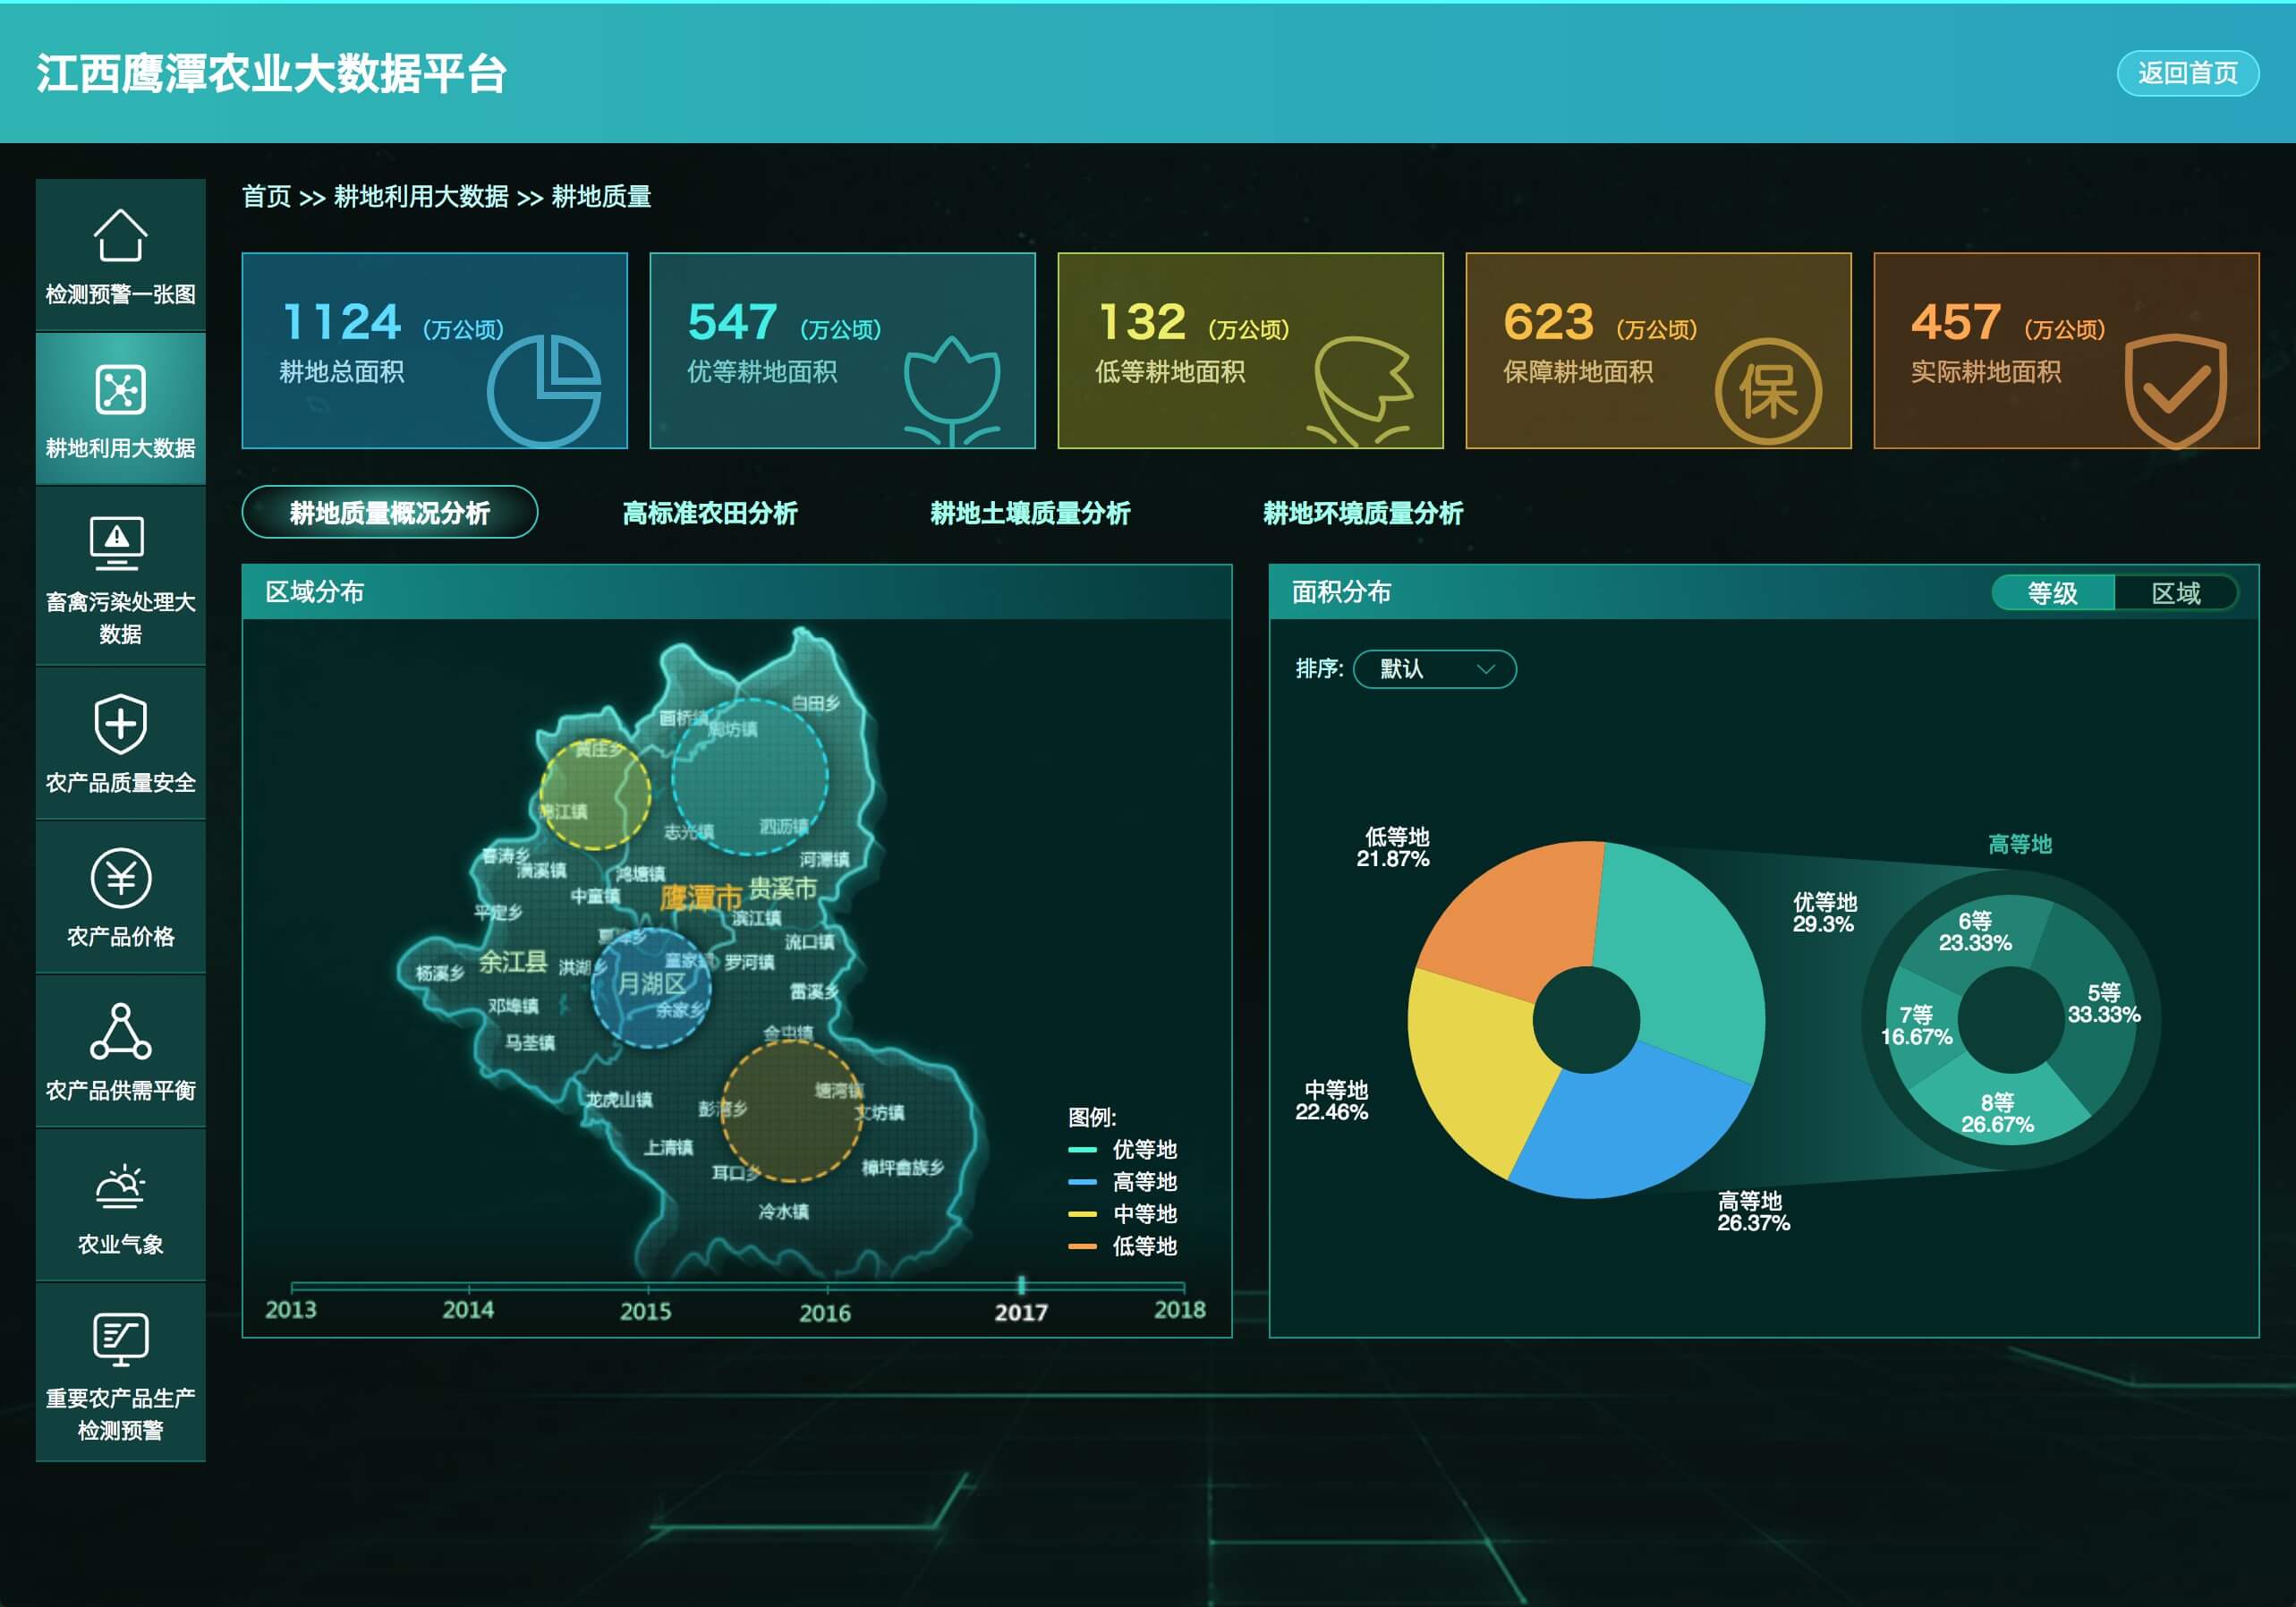 江西鹰潭农业大数据平台
返回首页
检测预警一张图
耕地利用大数据
畜禽污染处理大
数据
农产品质量安全
农产品价格
农产品供需平衡
农业气象
重要农产品生产
检测预警
首页 >> 耕地利用大数据 >> 耕地质量
1124 (万公顷)
耕地总面积
547 (万公顷)
优等耕地面积
132 (万公顷)
低等耕地面积
623 (万公顷)
保障耕地面积
保
457 (万公顷)
实际耕地面积
耕地质量概况分析
高标准农田分析
耕地土壤质量分析
耕地环境质量分析
区域分布
白田乡
画桥镇
周坊镇
黄庄乡
锦江镇
志光镇
泗沥镇
春涛乡
潢溪镇
鸿塘镇
河潭镇
中童镇
鹰潭市
贵溪市
平定乡
滨江镇
夏埠乡
流口镇
杨溪乡
余江县
洪湖乡
童家镇
罗河镇
月湖区
雷溪乡
邓埠镇
余家乡
马荃镇
金屯镇
龙虎山镇
彭湾乡
塘湾镇
文坊镇
上清镇
耳口乡
樟坪畲族乡
冷水镇
图例:
优等地
高等地
中等地
低等地
2013
2014
2015
2016
2017
2018
面积分布
等级
区域
排序:
默认
低等地
21.87%
优等地
29.3%
中等地
22.46%
高等地
26.37%
高等地
6等
23.33%
5等
33.33%
7等
16.67%
8等
26.67%